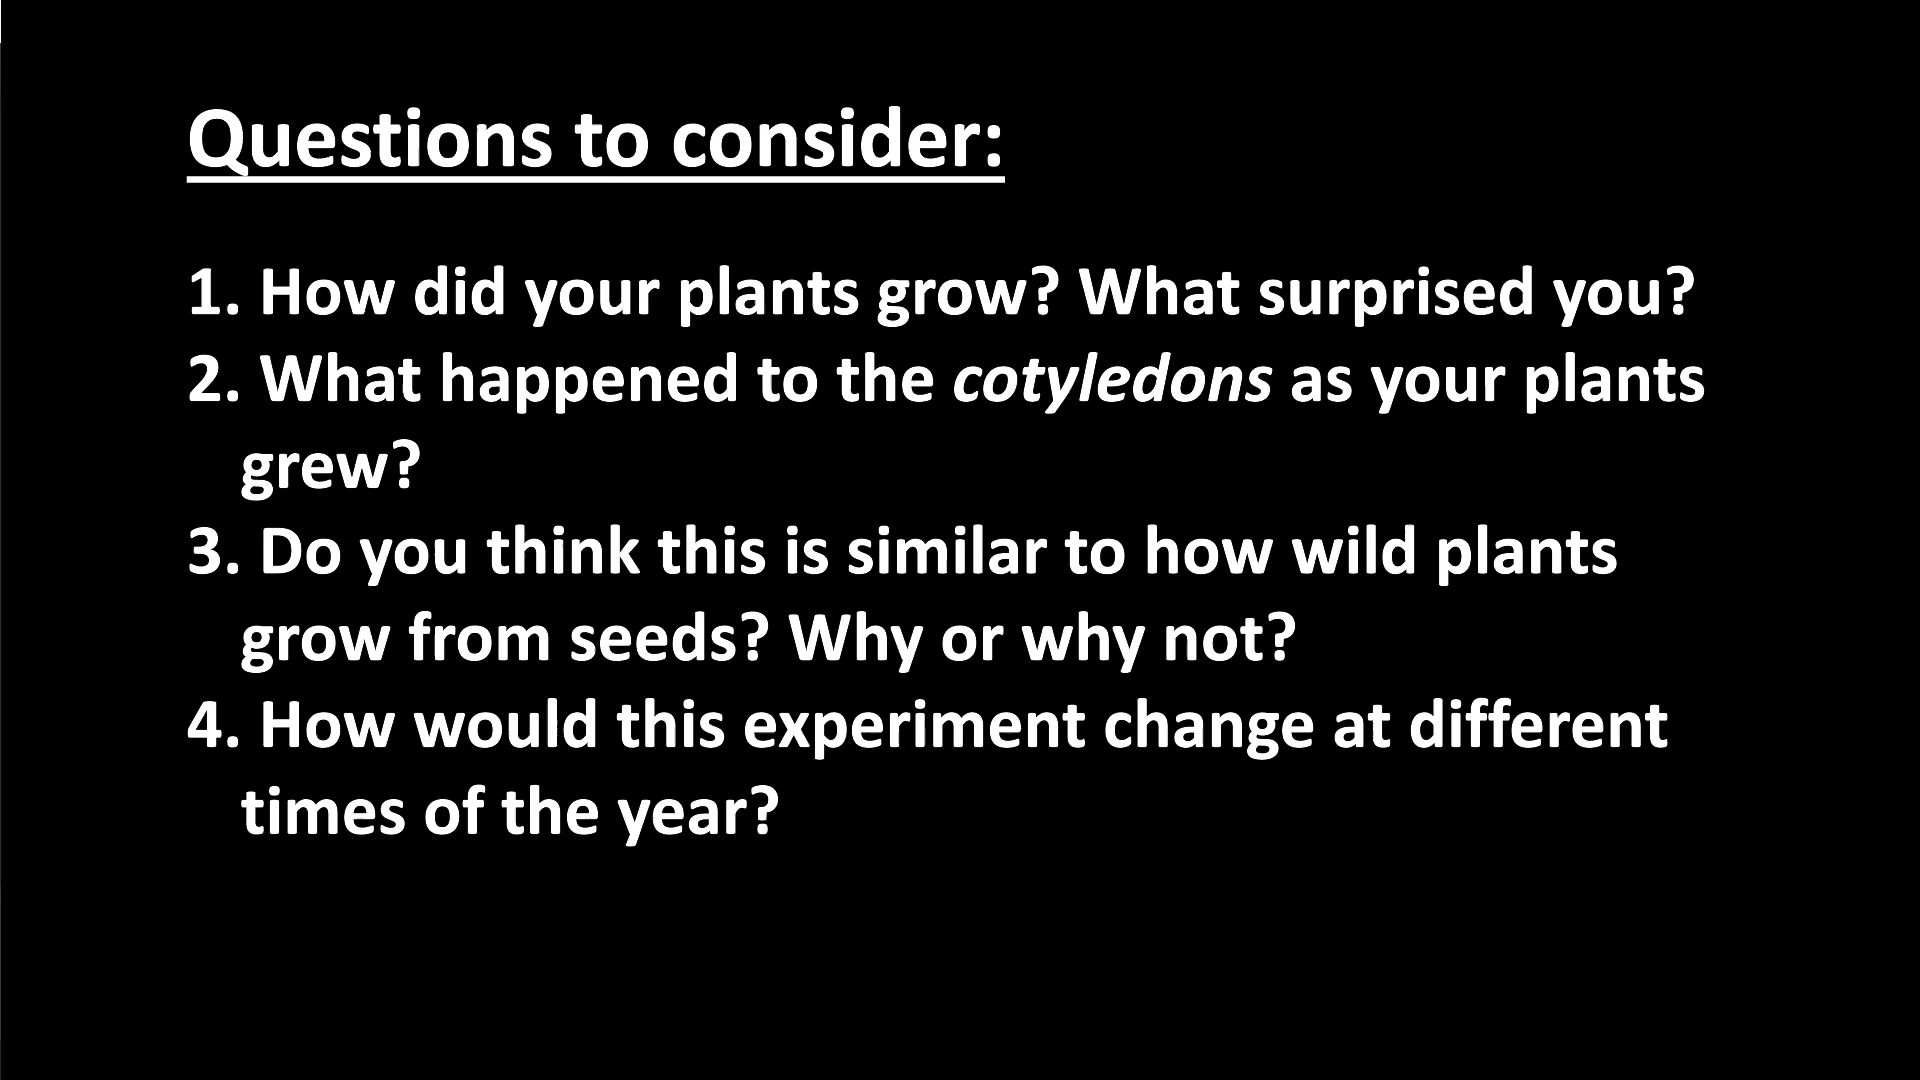 Questions to consider:
1. How did your plants grow? What surprised you?
2. What happened to the cotyledons as your plants
grew?
3. Do you think this is similar to how wild plants
grow from seeds? Why or why not?
4. How would this experiment change at different
times of the year?